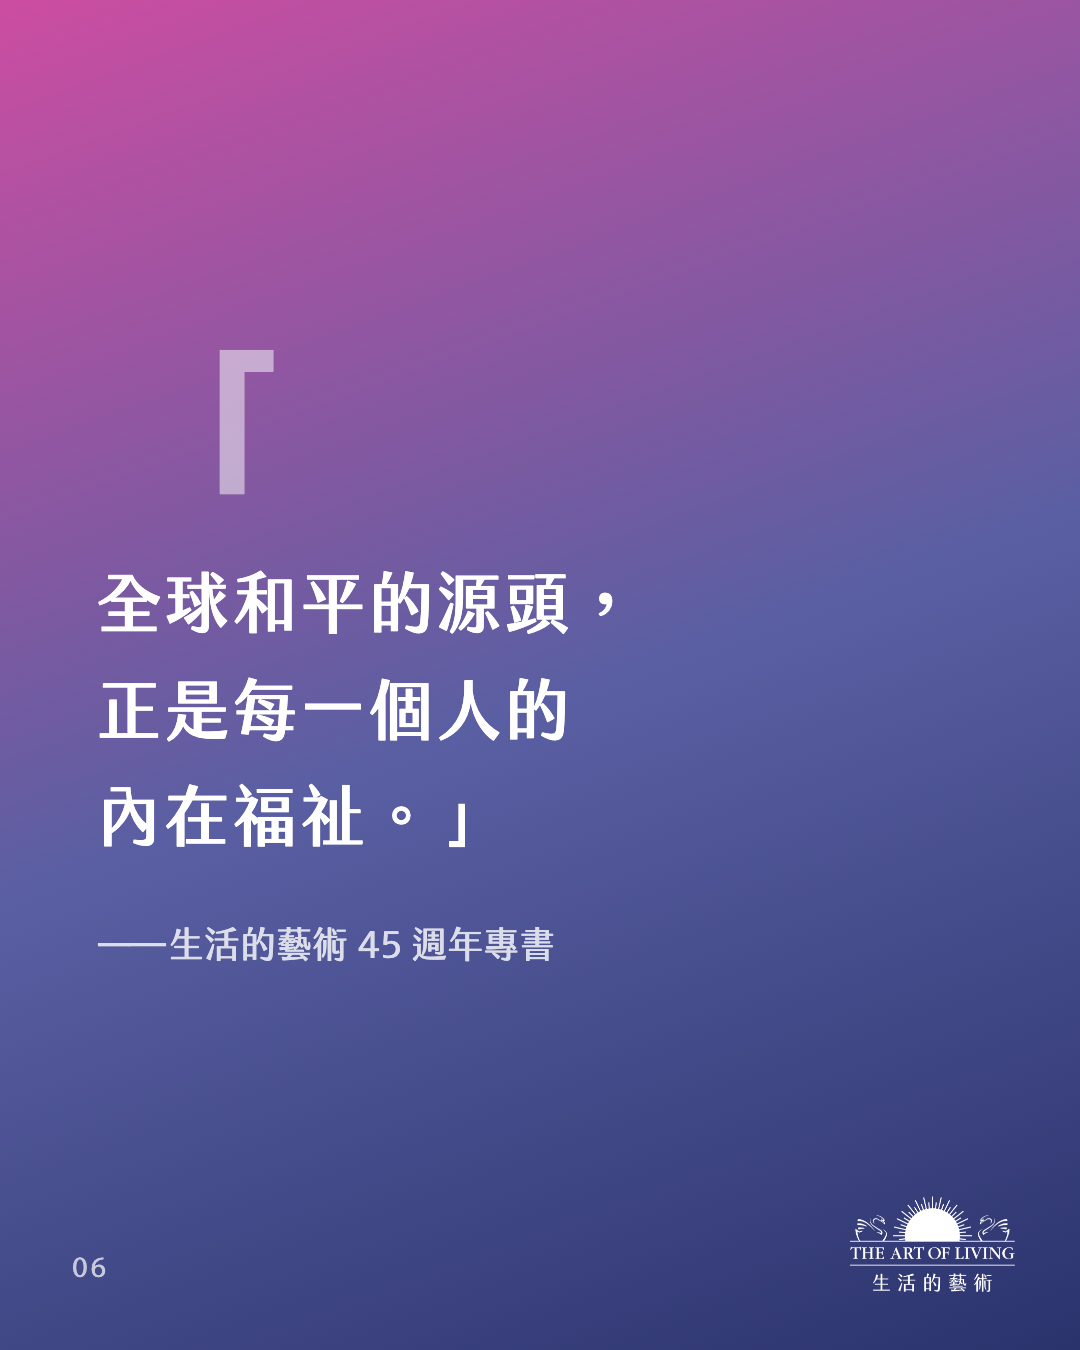 「
全球和平的源頭，
正是每一個人的
內在福祉。」
——生活的藝術 45 週年專書
06
THE ART OF LIVING
生活的藝術